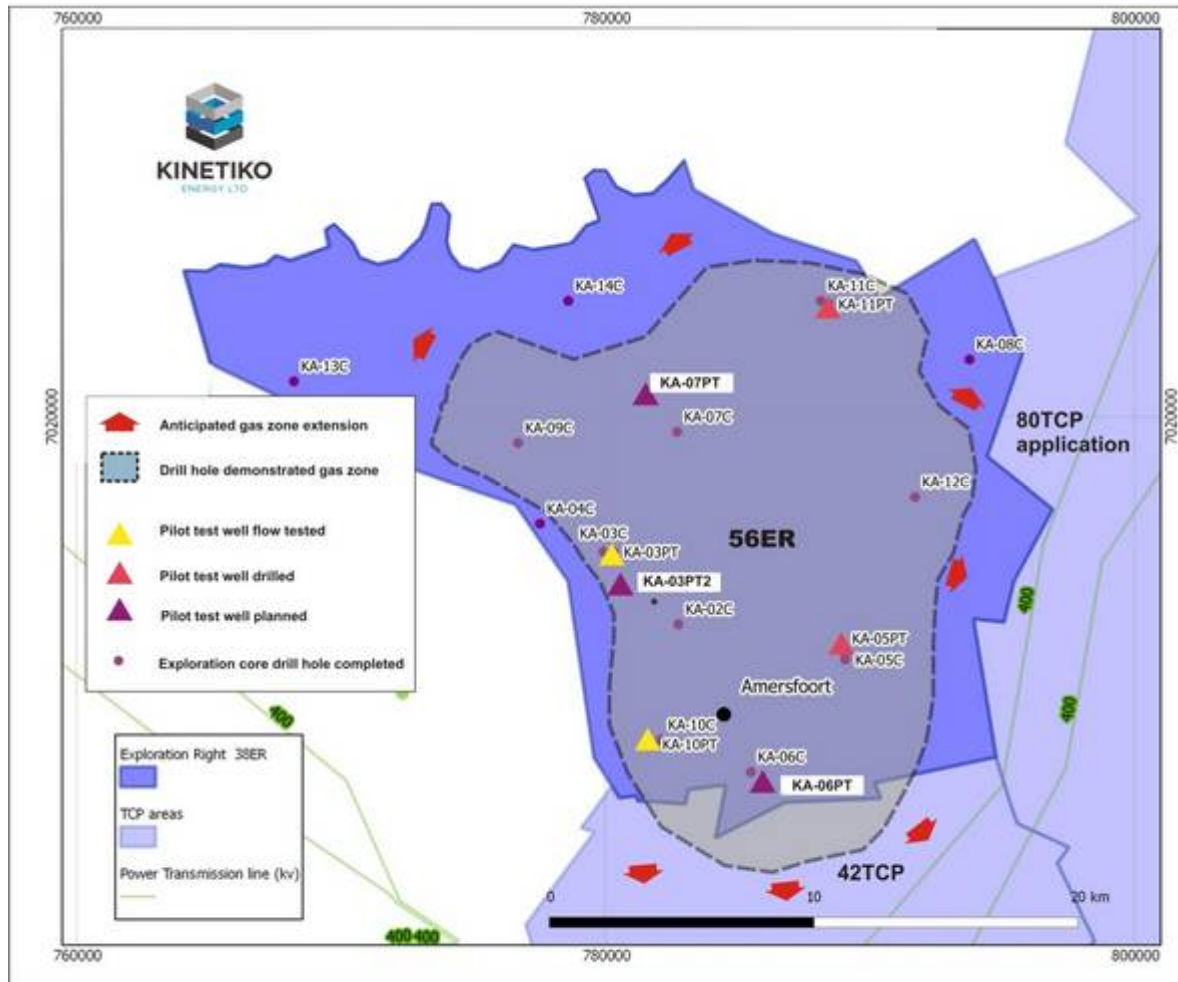 760000
780000
800000
KINETIKO
ENERGY LTD
KA-14C
KA-11C
KA-11PT
KA-08C
KA-13C
KA-07PT
7020000
7020000
Anticipated gas zone extension
KA-09C
KA-07C
80TCP
application
Drill hole demonstrated gas zone
KA-12C
KA-04C
Pilot test well flow tested
KA-03C
56ER
KA-03PT
Pilot test well drilled
KA-03PT2
400
Pilot test well planned
KA-02C
KA-05PT
Exploration core drill hole completed
KA-05C
Amersfoort
400
400
KA-10C
KA-10PT
Exploration Right 38ER
KA-06C
KA-06PT
TCP areas
42TCP
Power Transmission line (kv)
0
10
20 km
400
400
760000
780000
800000